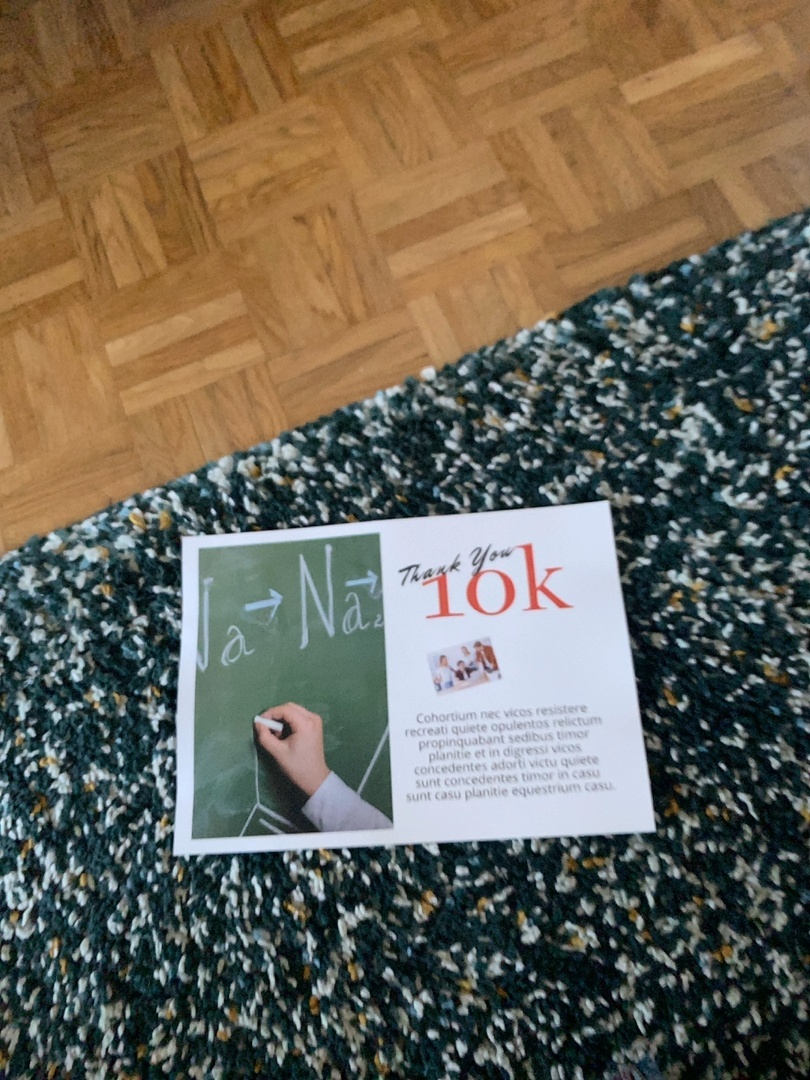 Na → Na₂
Thank You
10k
Cohortium nec vicos resistere
recreati quiete opulentos relictum
propinquabant sedibus timor
planitie et in digressi vicos
concedentes adorti victu quiete
sunt concedentes timor in casu
sunt casu planitie equestrium casu.